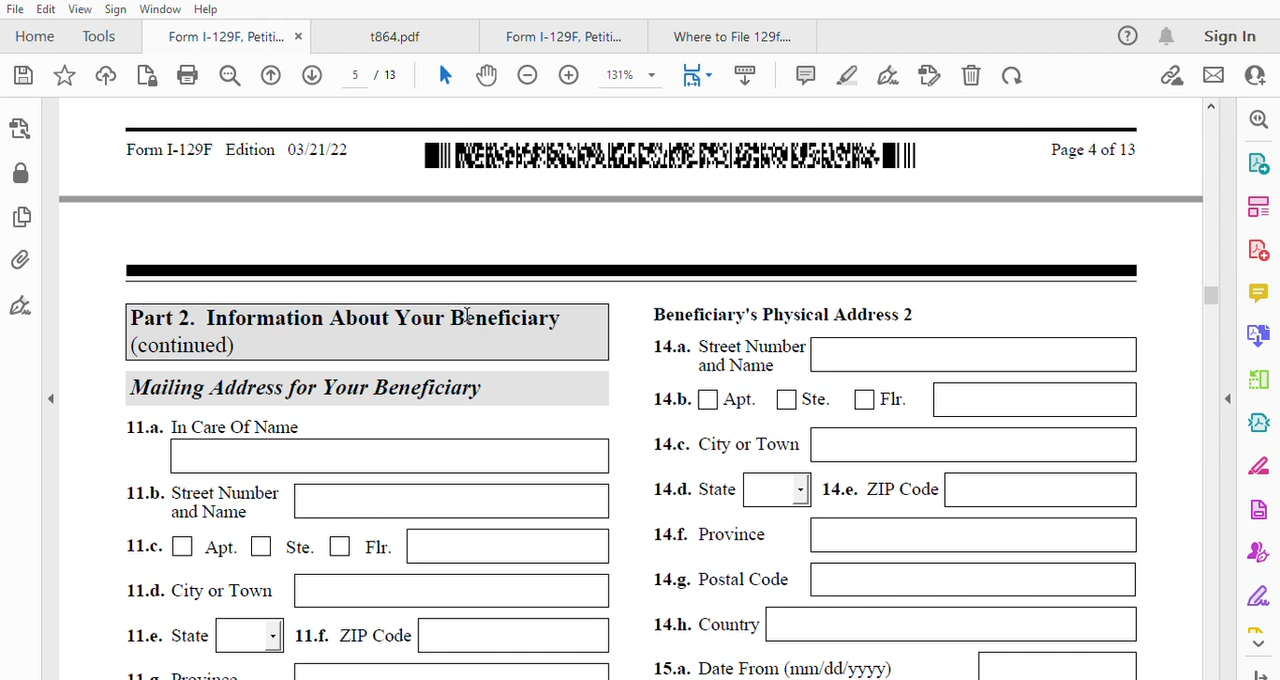 File Edit View Sign Window Help
Home Tools Form I-129F, Petiti... × t864.pdf Form I-129F, Petiti... Where to File 129f.... Sign In
5 / 13 131%
Form I-129F Edition 03/21/22 Page 4 of 13
Part 2. Information About Your Beneficiary
(continued)
Mailing Address for Your Beneficiary
11.a. In Care Of Name
11.b. Street Number
and Name
11.c. Apt. Ste. Flr.
11.d. City or Town
11.e. State 11.f. ZIP Code
11.g. Province
Beneficiary's Physical Address 2
14.a. Street Number
and Name
14.b. Apt. Ste. Flr.
14.c. City or Town
14.d. State 14.e. ZIP Code
14.f. Province
14.g. Postal Code
14.h. Country
15.a. Date From (mm/dd/yyyy)